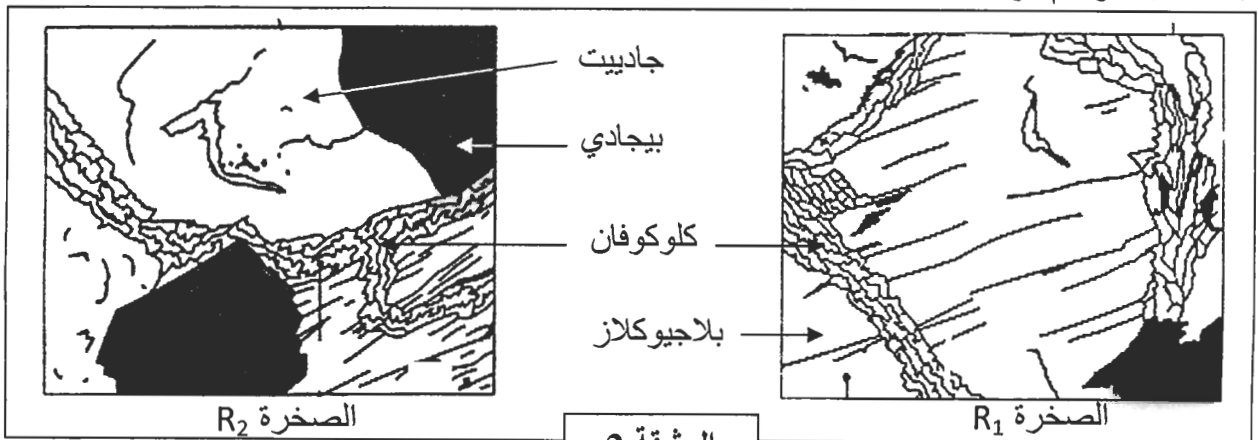 جادييت
بيجادي
كلوكوفان
بلاجيوكلاز
الصخرة R₁
الصخرة R₂